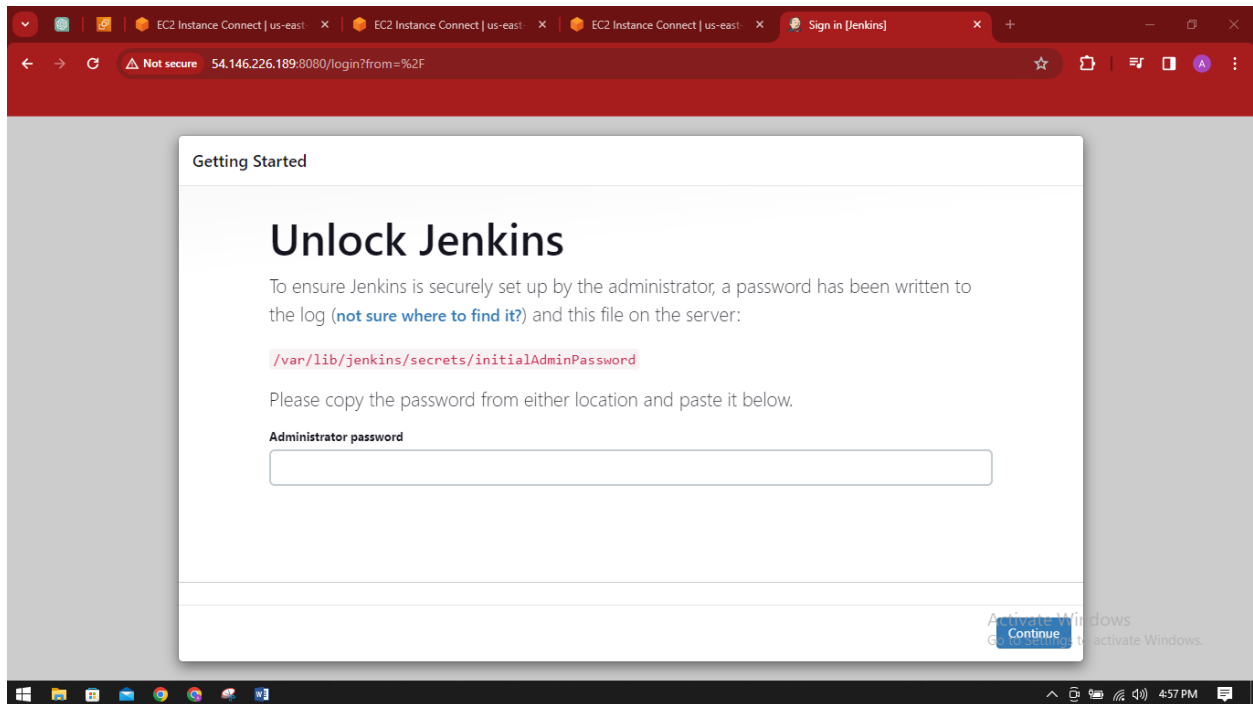 EC2 Instance Connect | us-east-
EC2 Instance Connect | us-east-
EC2 Instance Connect | us-east-
Sign in [Jenkins]
Not secure 54.146.226.189:8080/login?from=%2F
A
Getting Started
Unlock Jenkins
To ensure Jenkins is securely set up by the administrator, a password has been written to
the log (not sure where to find it?) and this file on the server:
/var/lib/jenkins/secrets/initialAdminPassword
Please copy the password from either location and paste it below.
Administrator password
Activate Windows
Go to Settings to activate Windows.
Continue
4:57 PM